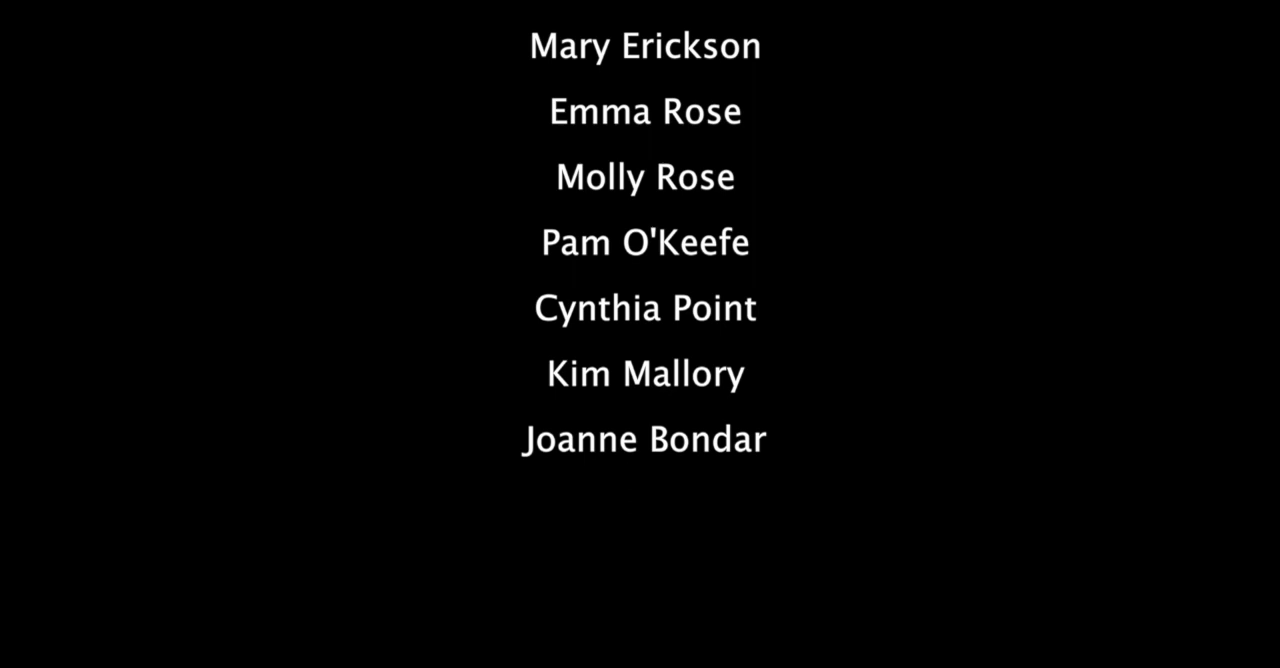 Mary Erickson
Emma Rose
Molly Rose
Pam O'Keefe
Cynthia Point
Kim Mallory
Joanne Bondar